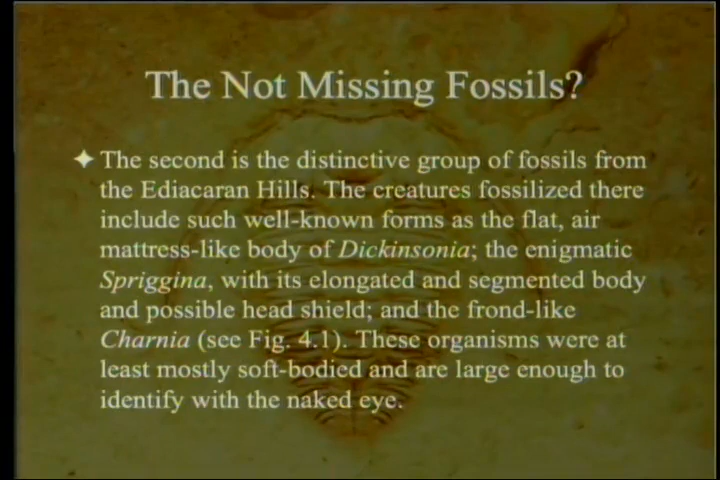 The Not Missing Fossils?
The second is the distinctive group of fossils from
the Ediacaran Hills. The creatures fossilized there
include such well-known forms as the flat, air
mattress-like body of Dickinsonia; the enigmatic
Spriggina, with its elongated and segmented body
and possible head shield; and the frond-like
Charnia (see Fig. 4.1). These organisms were at
least mostly soft-bodied and are large enough to
identify with the naked eye.